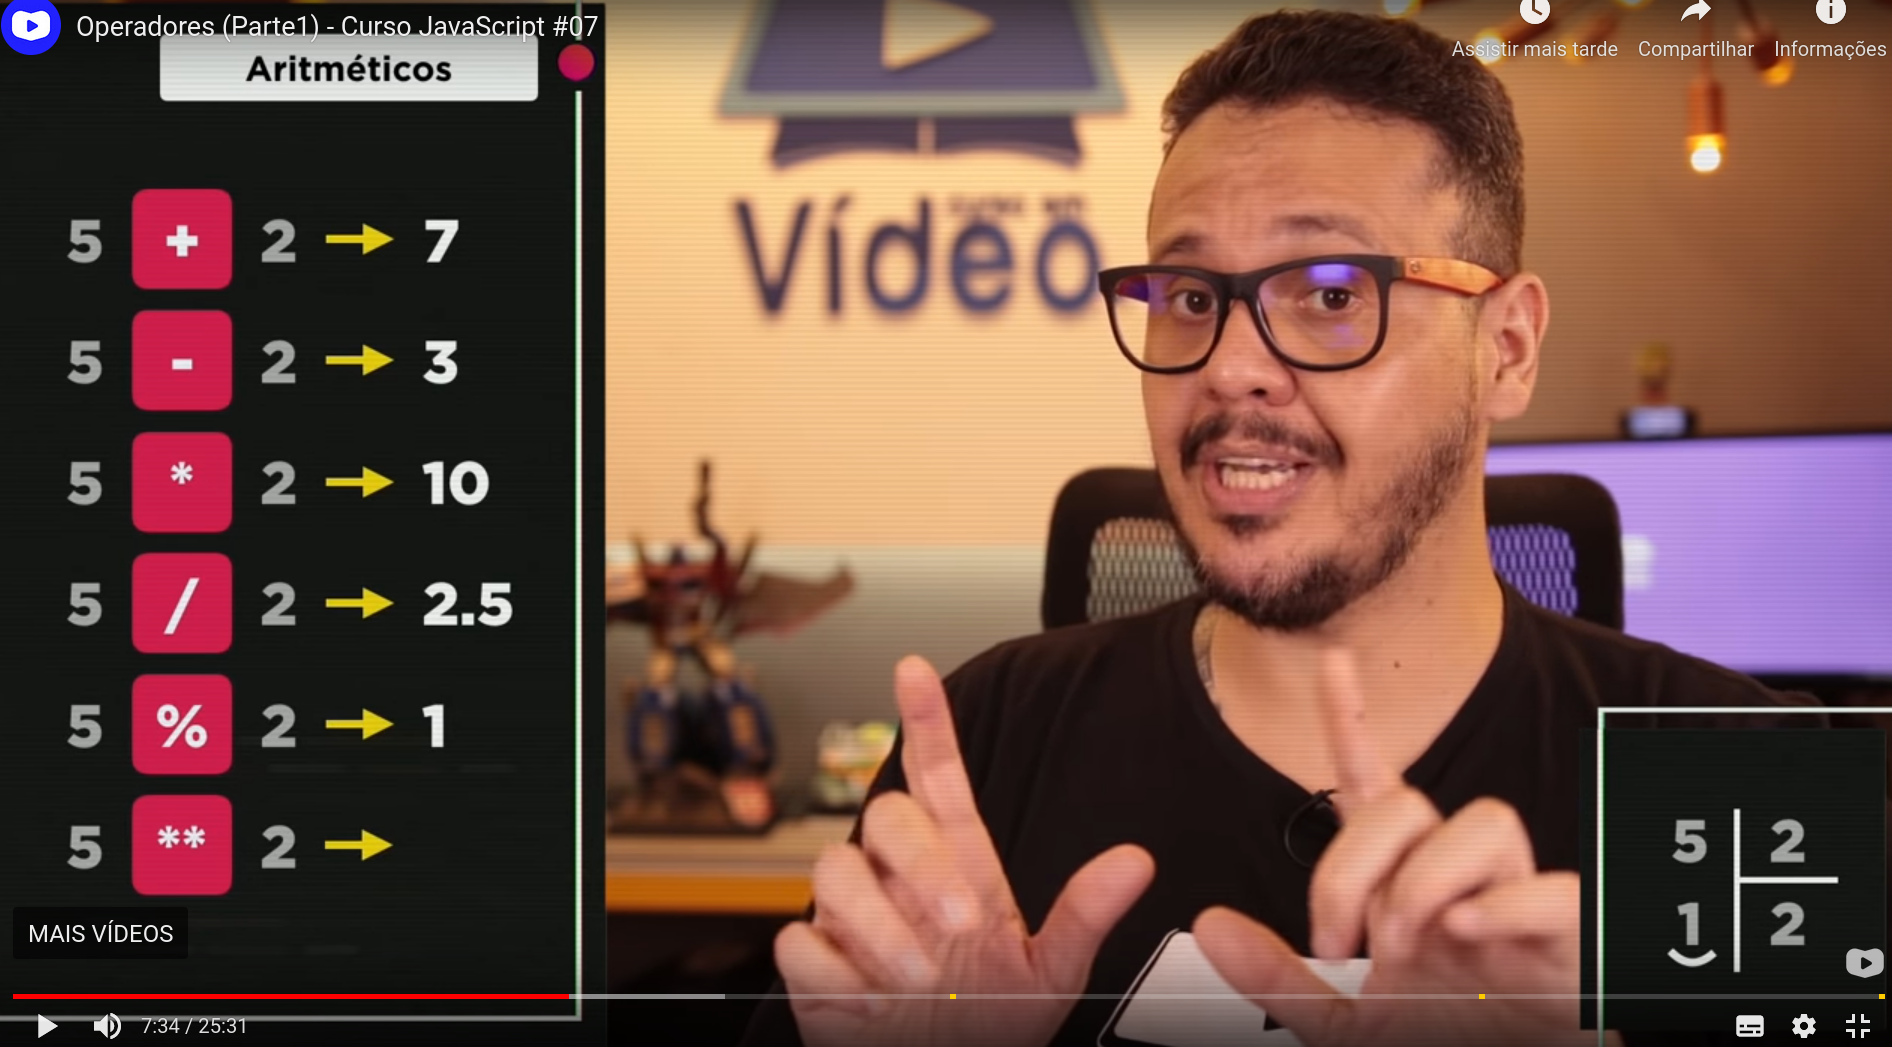 Operadores (Parte1) - Curso JavaScript #07
Assistir mais tarde
Compartilhar
Informações
Aritméticos
5 + 2 → 7
5 - 2 → 3
5 * 2 → 10
5 / 2 → 2.5
5 % 2 → 1
5 ** 2 →
Vídeo
5 2
1 2
MAIS VÍDEOS
7:34 / 25:31